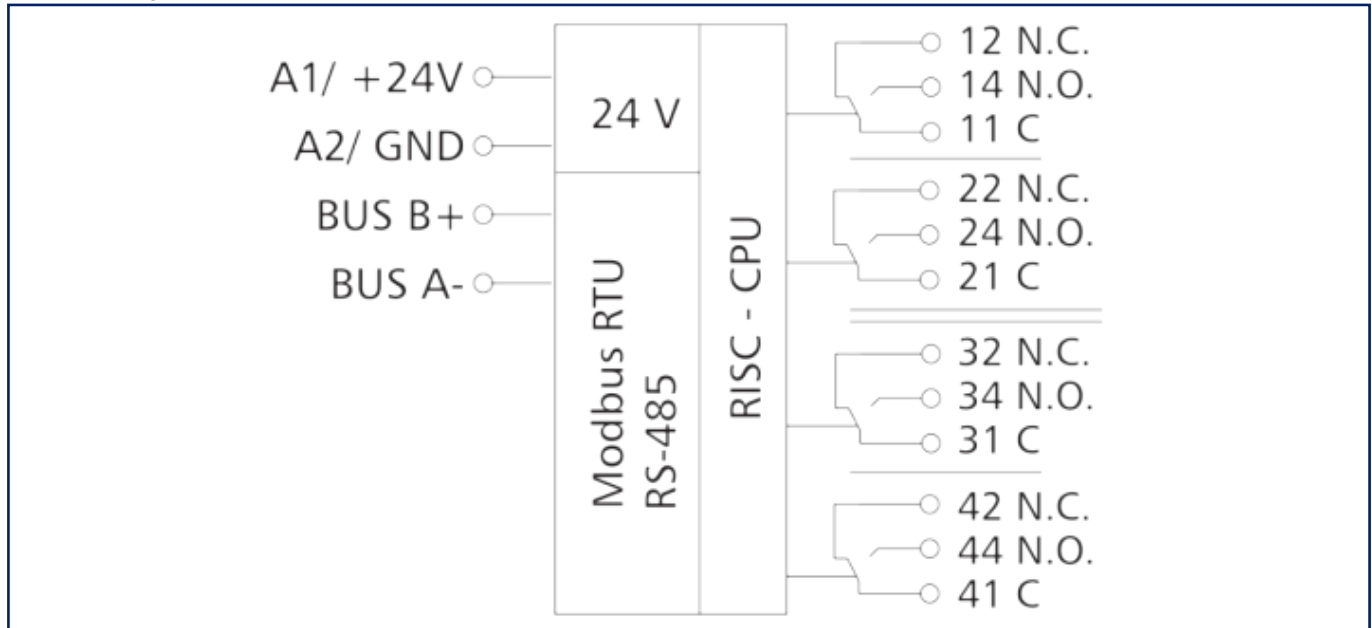 A1/ +24V
A2/ GND
BUS B+
BUS A-
24 V
Modbus RTU
RS-485
RISC - CPU
12 N.C.
14 N.O.
11 C
22 N.C.
24 N.O.
21 C
32 N.C.
34 N.O.
31 C
42 N.C.
44 N.O.
41 C